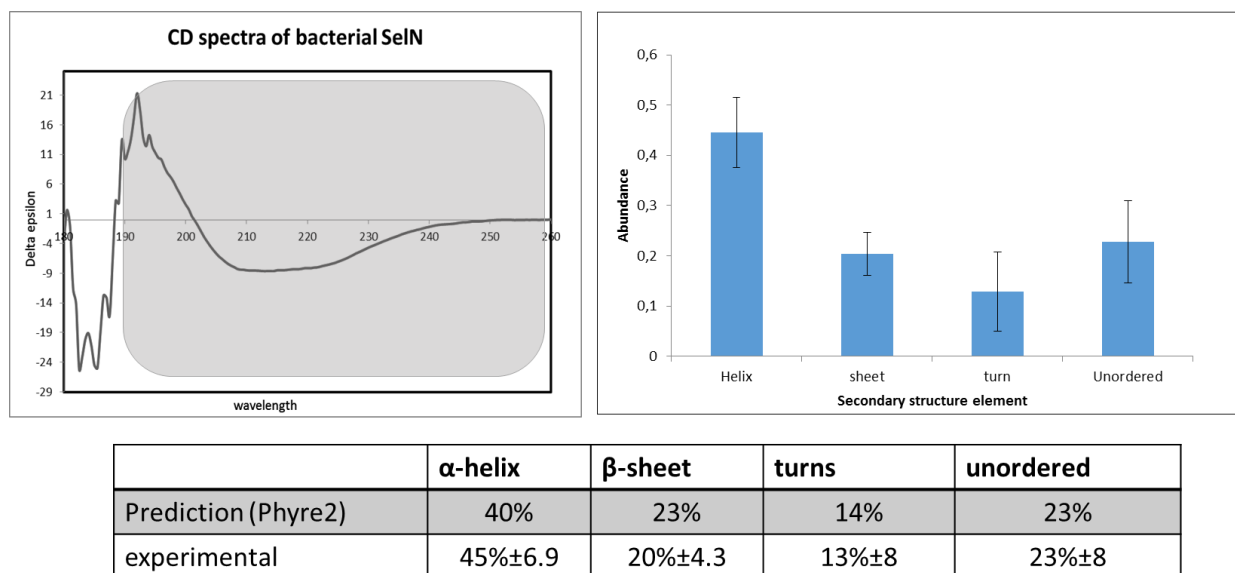 CD spectra of bacterial SelN
21
16
11
6
1
-4
-9
-14
-19
-24
-29
180 190 200 210 220 230 240 250 260
Delta epsilon
wavelength
0,6
0,5
0,4
0,3
0,2
0,1
0
Abundance
Helix sheet turn Unordered
Secondary structure element
α-helix β-sheet turns unordered
Prediction (Phyre2) 40% 23% 14% 23%
experimental 45%±6.9 20%±4.3 13%±8 23%±8